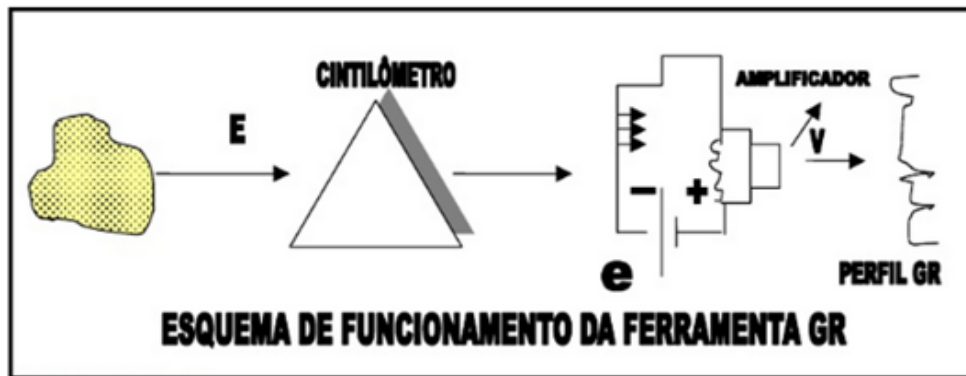 CINTILÔMETRO
AMPLIFICADOR
E
V
- +
e
PERFIL GR
ESQUEMA DE FUNCIONAMENTO DA FERRAMENTA GR